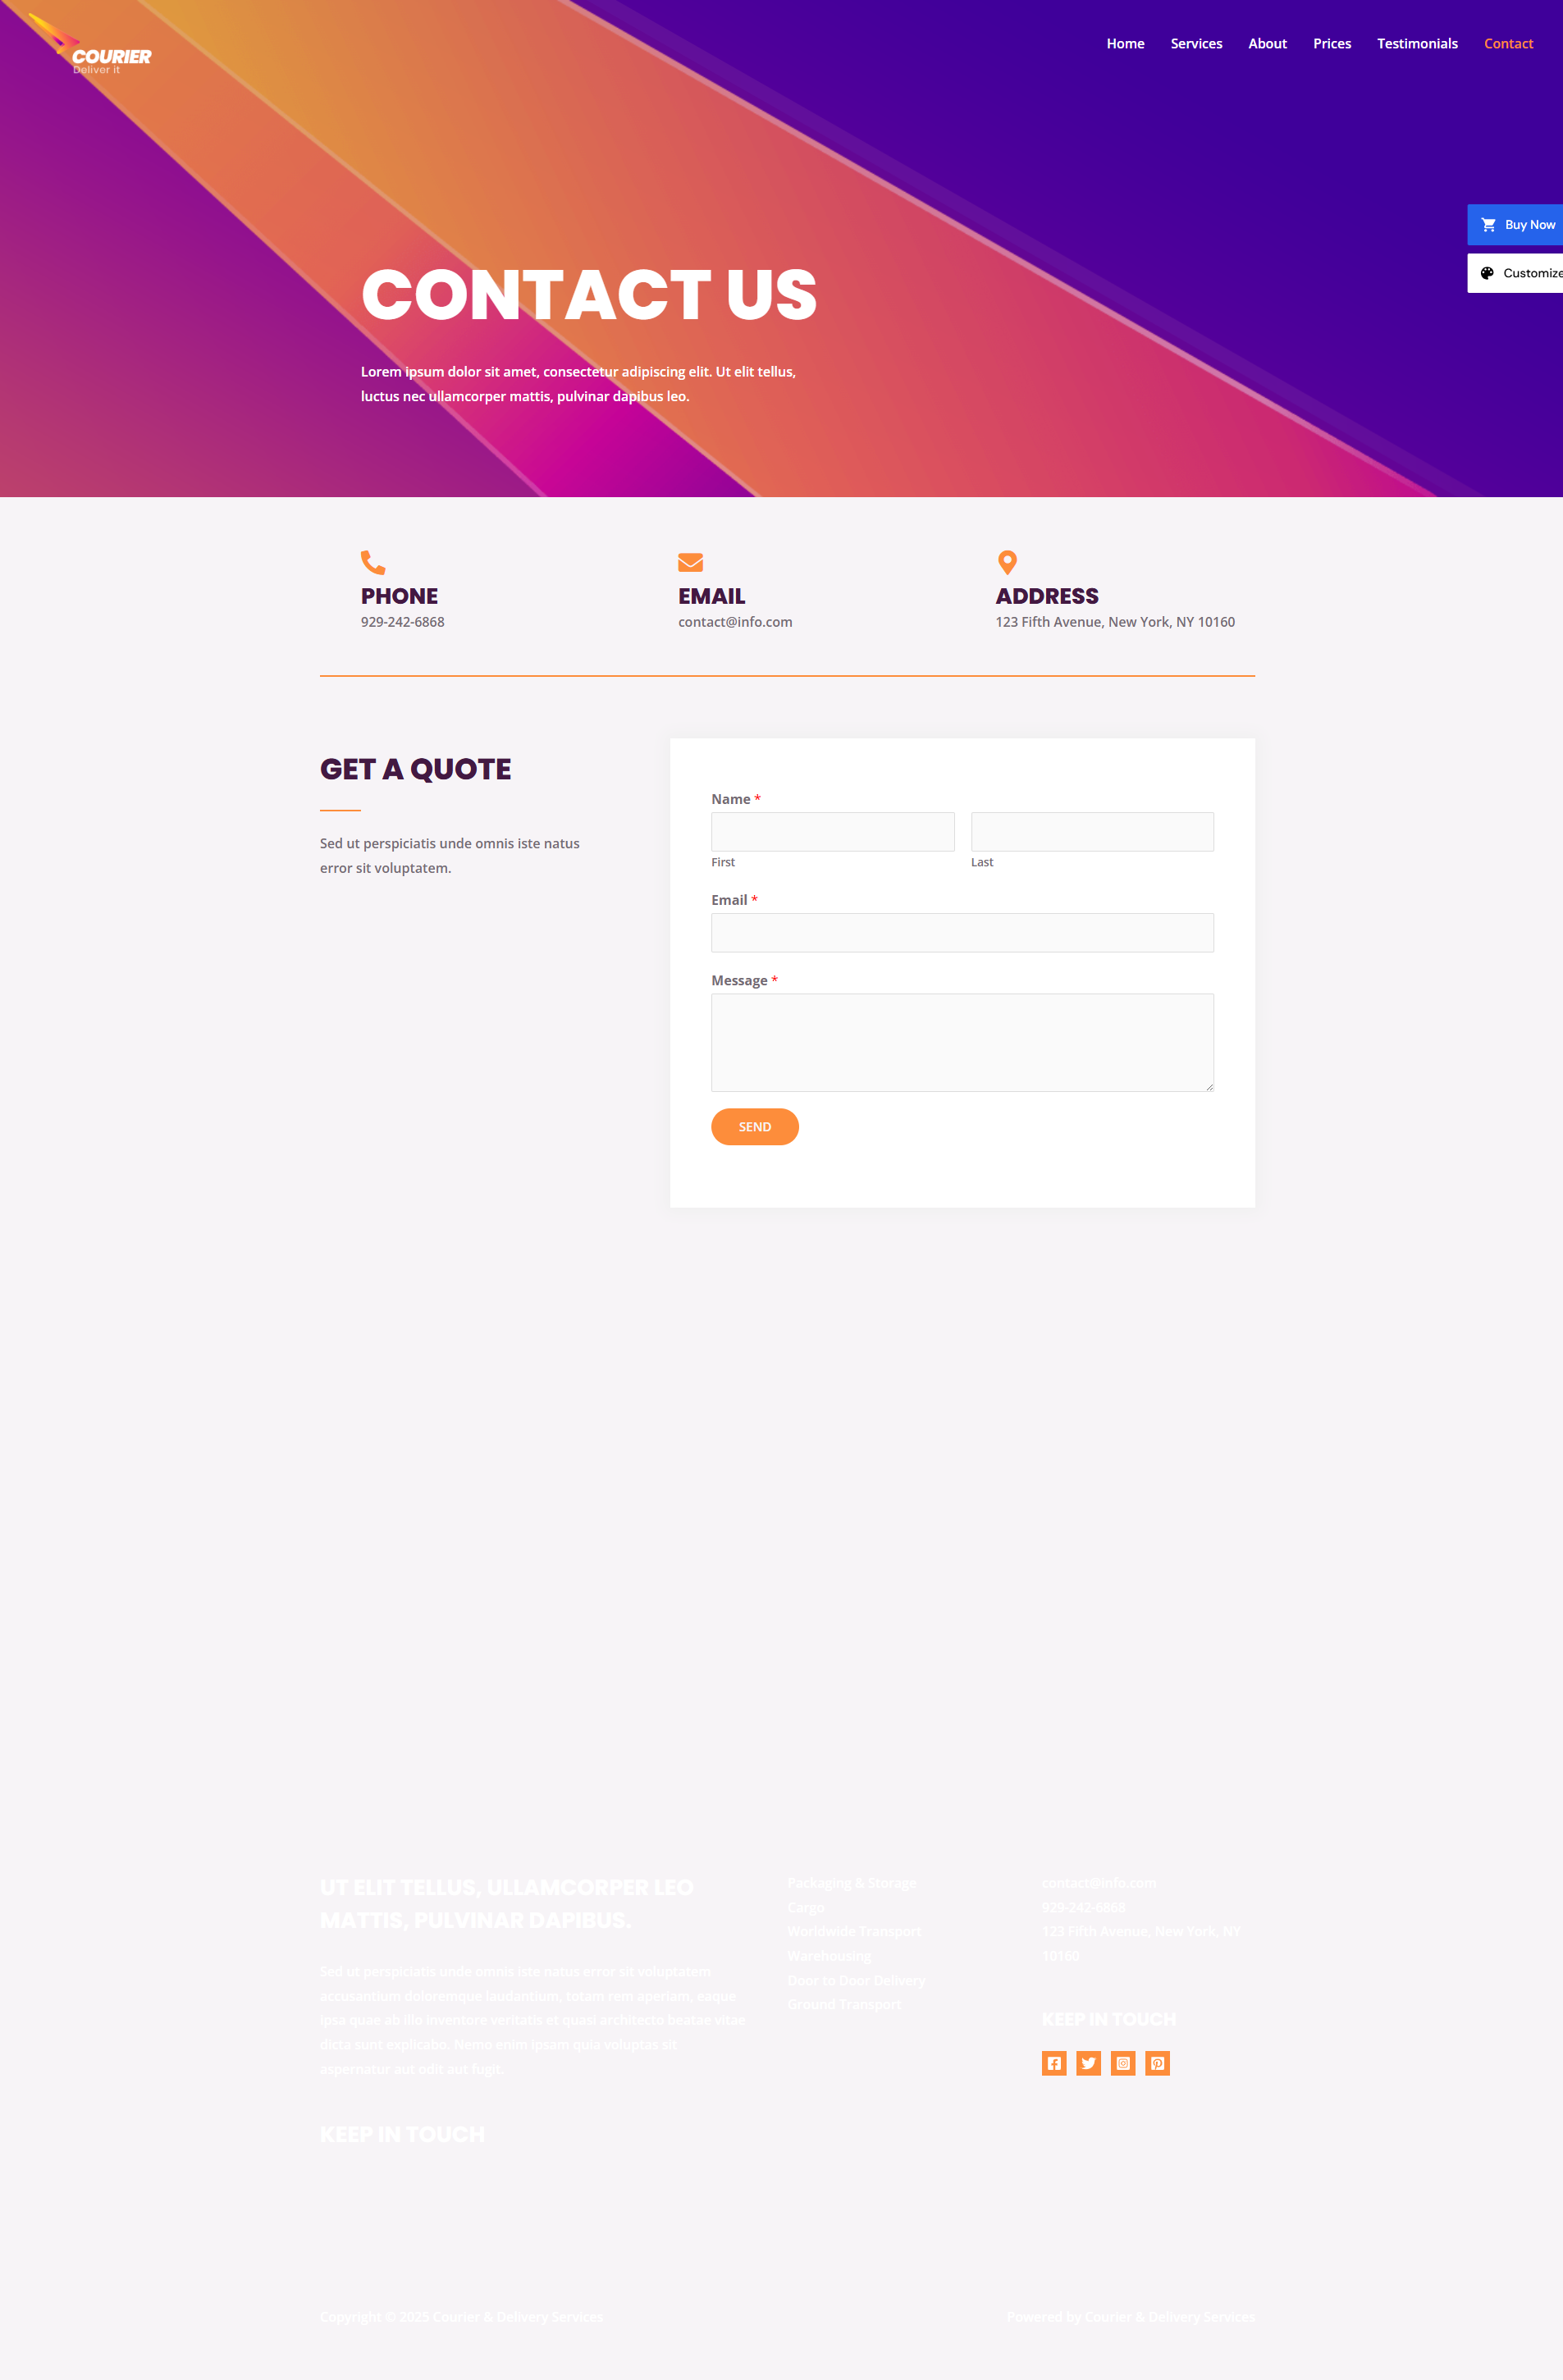 COURIER
Deliver it
Home Services About Prices Testimonials Contact
Buy Now
Customize
CONTACT US
Lorem ipsum dolor sit amet, consectetur adipiscing elit. Ut elit tellus,
luctus nec ullamcorper mattis, pulvinar dapibus leo.
PHONE
929-242-6868
EMAIL
contact@info.com
ADDRESS
123 Fifth Avenue, New York, NY 10160
GET A QUOTE
Sed ut perspiciatis unde omnis iste natus
error sit voluptatem.
Name *
First
Last
Email *
Message *
SEND
UT ELIT TELLUS, ULLAMCORPER LEO
MATTIS, PULVINAR DAPIBUS.
Sed ut perspiciatis unde omnis iste natus error sit voluptatem
accusantium doloremque laudantium, totam rem aperiam, eaque
ipsa quae ab illo inventore veritatis et quasi architecto beatae vitae
dicta sunt explicabo. Nemo enim ipsam quia voluptas sit
aspernatur aut odit aut fugit.
KEEP IN TOUCH
Packaging & Storage
Cargo
Worldwide Transport
Warehousing
Door to Door Delivery
Ground Transport
contact@info.com
929-242-6868
123 Fifth Avenue, New York, NY
10160
KEEP IN TOUCH
Copyright © 2025 Courier & Delivery Services
Powered by Courier & Delivery Services